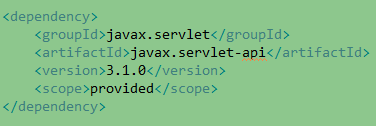 <dependency>
    <groupId>javax.servlet</groupId>
    <artifactId>javax.servlet-api</artifactId>
    <version>3.1.0</version>
    <scope>provided</scope>
</dependency>